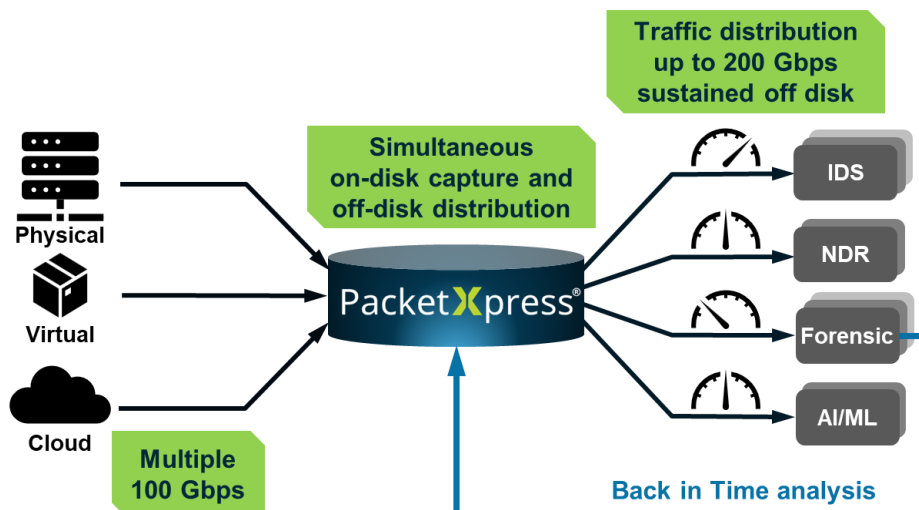 Traffic distribution
up to 200 Gbps
sustained off disk
Simultaneous
on-disk capture and
off-disk distribution
Physical
Virtual
Cloud
Multiple
100 Gbps
PacketXpress®
IDS
NDR
Forensic
AI/ML
Back in Time analysis